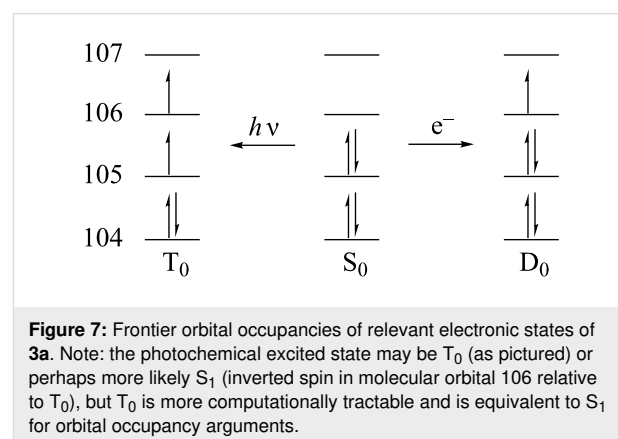 107
106
105
104
hν
e⁻
T₀
S₀
D₀
Figure 7: Frontier orbital occupancies of relevant electronic states of
3a. Note: the photochemical excited state may be T₀ (as pictured) or
perhaps more likely S₁ (inverted spin in molecular orbital 106 relative
to T₀), but T₀ is more computationally tractable and is equivalent to S₁
for orbital occupancy arguments.